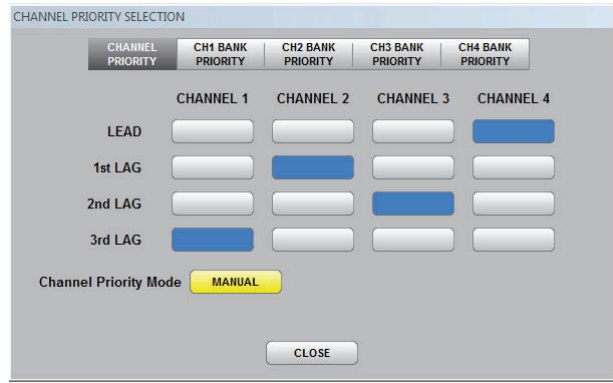 CHANNEL PRIORITY SELECTION
CHANNEL PRIORITY CH1 BANK PRIORITY CH2 BANK PRIORITY CH3 BANK PRIORITY CH4 BANK PRIORITY
CHANNEL 1 CHANNEL 2 CHANNEL 3 CHANNEL 4
LEAD
1st LAG
2nd LAG
3rd LAG
Channel Priority Mode MANUAL
CLOSE